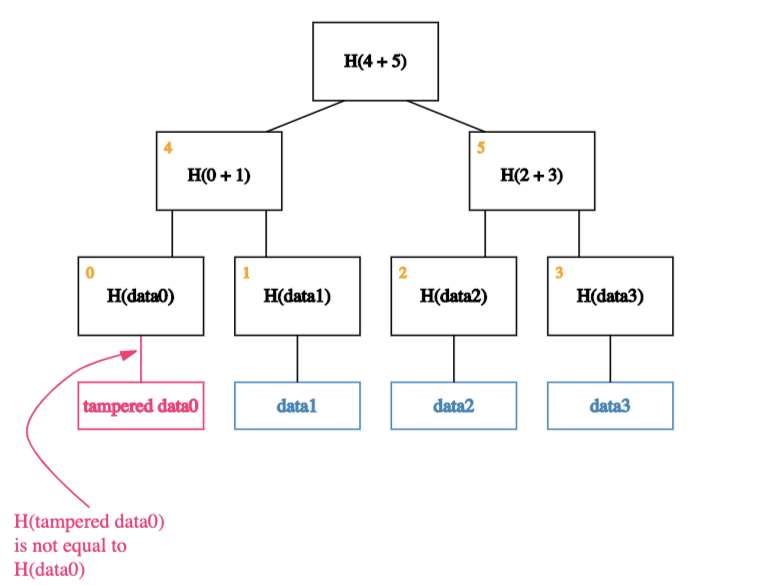 H(4 + 5)
4
H(0 + 1)
5
H(2 + 3)
0
H(data0)
1
H(data1)
2
H(data2)
3
H(data3)
tampered data0
data1
data2
data3
H(tampered data0)
is not equal to
H(data0)